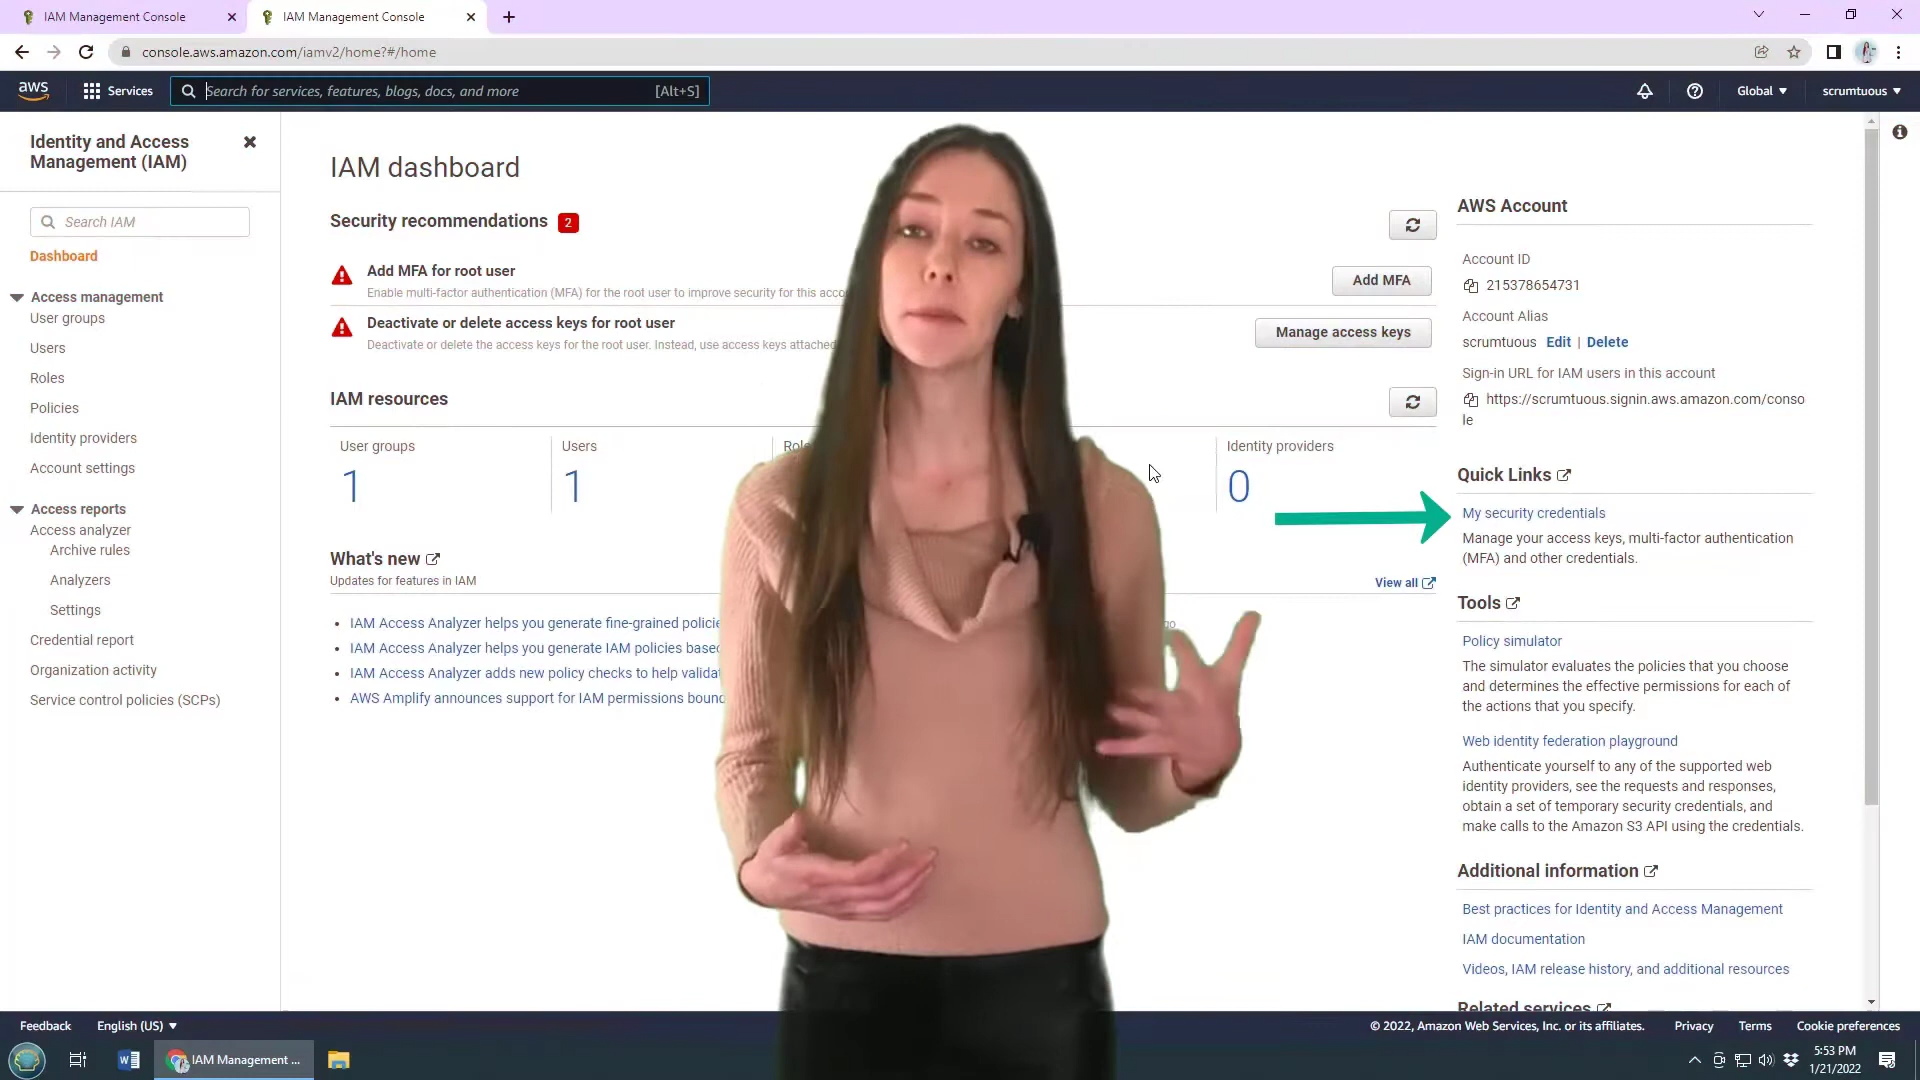 IAM Management Console
IAM Management Console
console.aws.amazon.com/iamv2/home?#/home
aws
Services
Search for services, features, blogs, docs, and more
[Alt+S]
Global
scrumtuous
Identity and Access
Management (IAM)
Search IAM
Dashboard
Access management
User groups
Users
Roles
Policies
Identity providers
Account settings
Access reports
Access analyzer
Archive rules
Analyzers
Settings
Credential report
Organization activity
Service control policies (SCPs)
IAM dashboard
Security recommendations 2
Add MFA for root user
Enable multi-factor authentication (MFA) for the root user to improve security for this
Add MFA
Deactivate or delete access keys for root user
Deactivate or delete the access keys for the root user. Instead, use access keys attached
Manage access keys
IAM resources
User groups
1
Users
1
Identity providers
0
What's new
Updates for features in IAM
View all
IAM Access Analyzer helps you generate fine-grained
IAM Access Analyzer helps you generate IAM policies
IAM Access Analyzer adds new policy checks to help
AWS Amplify announces support for IAM permissions
AWS Account
Account ID
215378654731
Account Alias
scrumtuous Edit | Delete
Sign-in URL for IAM users in this account
https://scrumtuous.signin.aws.amazon.com/conso
le
Quick Links
My security credentials
Manage your access keys, multi-factor authentication
(MFA) and other credentials.
Tools
Policy simulator
The simulator evaluates the policies that you choose
and determines the effective permissions for each of
the actions that you specify.
Web identity federation playground
Authenticate yourself to any of the supported web
identity providers, see the requests and responses,
obtain a set of temporary security credentials, and
make calls to the Amazon S3 API using the credentials.
Additional information
Best practices for Identity and Access Management
IAM documentation
Videos, IAM release history, and additional resources
Related services
Feedback
English (US)
© 2022, Amazon Web Services, Inc. or its affiliates.
Privacy
Terms
Cookie preferences
IAM Management ...
5:53 PM
1/21/2022